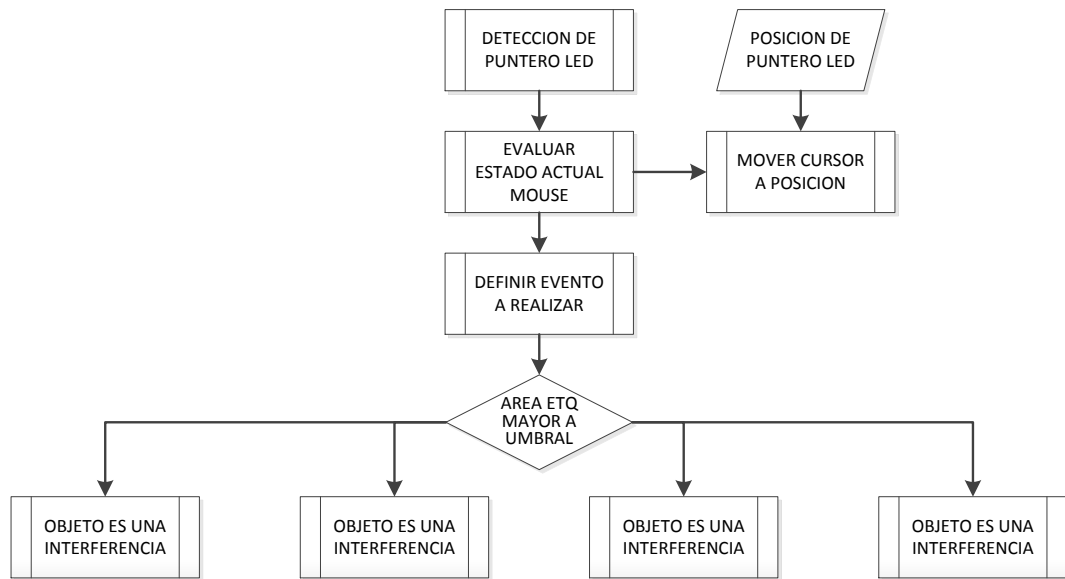 DETECCION DE
PUNTERO LED
POSICION DE
PUNTERO LED
EVALUAR
ESTADO ACTUAL
MOUSE
MOVER CURSOR
A POSICION
DEFINIR EVENTO
A REALIZAR
AREA ETQ
MAYOR A
UMBRAL
OBJETO ES UNA
INTERFERENCIA
OBJETO ES UNA
INTERFERENCIA
OBJETO ES UNA
INTERFERENCIA
OBJETO ES UNA
INTERFERENCIA